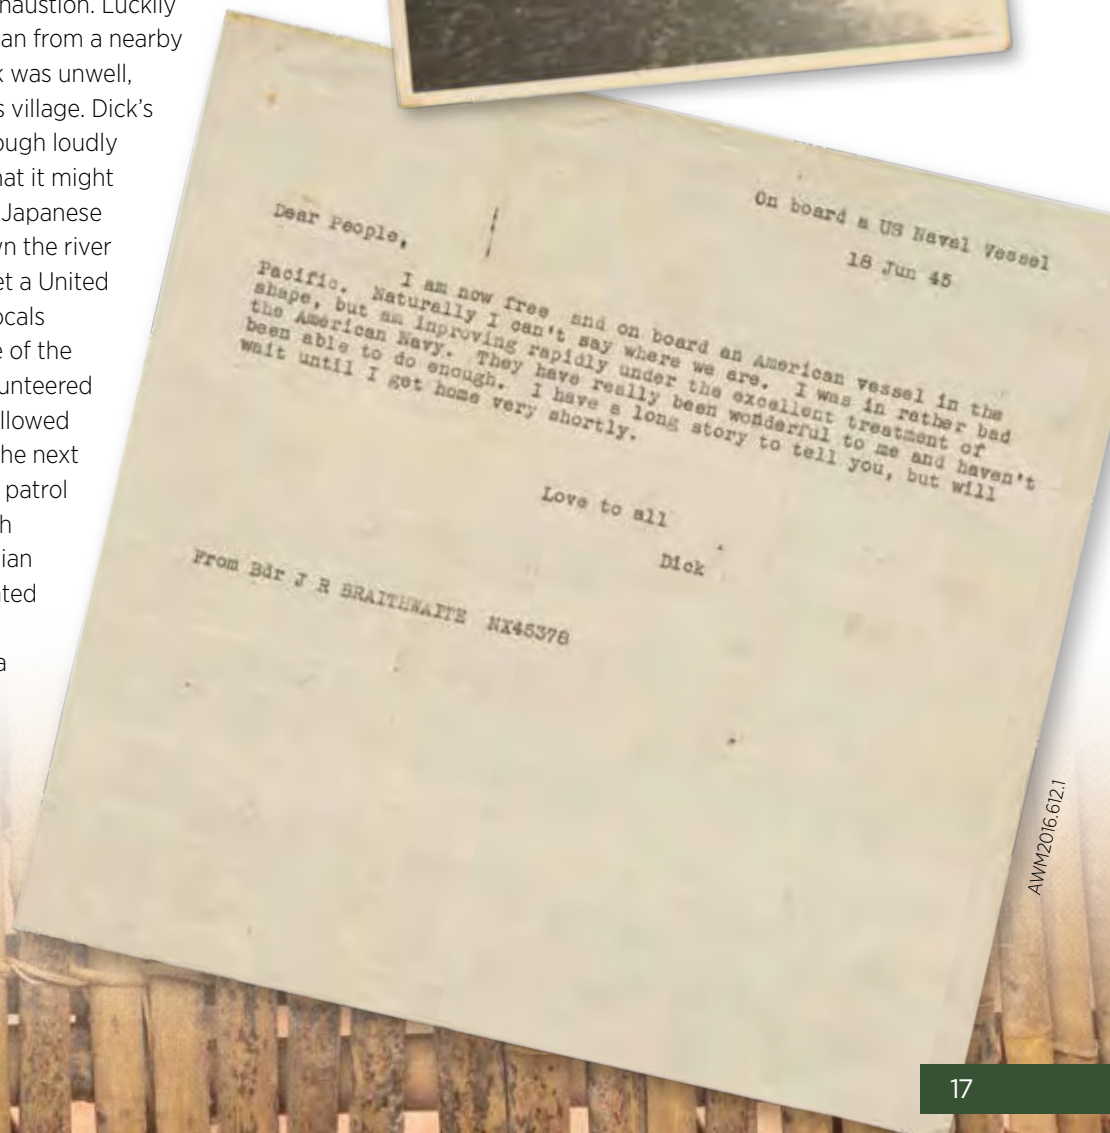 haustion. Luckily
an from a nearby
k was unwell,
s village. Dick's
ough loudly
hat it might
Japanese
wn the river
et a United
ocals
e of the
unteered
llowed
he next
patrol
h
ian
ted
a
On board a US Naval Vessel
18 Jun 45
Dear People,
I am now free and on board an American vessel in the
Pacific. Naturally I can't say where we are. I was in rather bad
shape, but am inproving rapidly under the excellent treatment of
the American Navy. They have really been wonderful to me and haven't
been able to do enough. I have a long story to tell you, but will
wait until I get home very shortly.
Love to all
Dick
From Bdr J R BRAITHWAITE NX45378
AWM2016.612.1
17